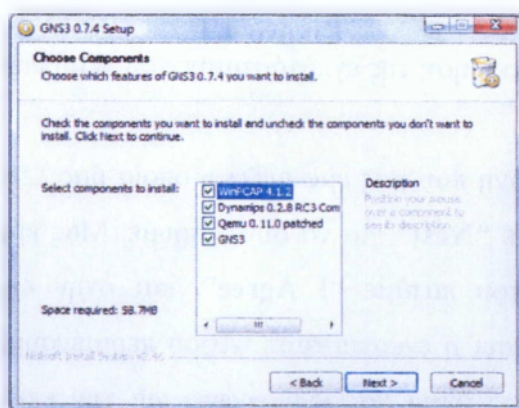 GNS3 0.7.4 Setup
Choose Components
Choose which features of GNS3 0.7.4 you want to install.
Check the components you want to install and uncheck the components you don't want to
install. Click Next to continue.
Select components to install:
WinPCAP 4.1.2
Dynamips 0.2.8 RC3 Com
Qemu 0.11.0 patched
GNS3
Description
Position your mouse
over a component to
see its description.
Space required: 58.7MB
< Back
Next >
Cancel